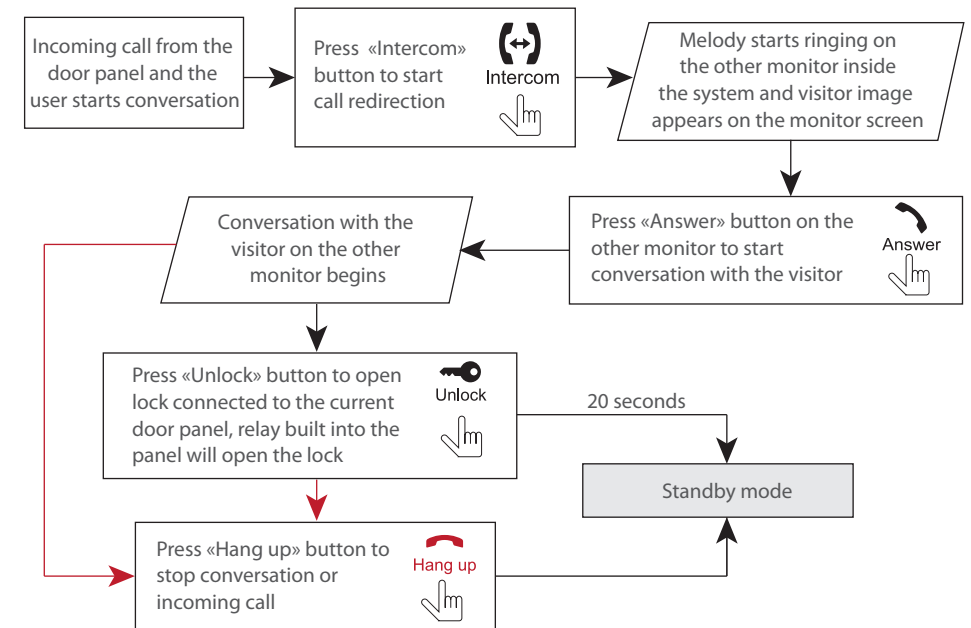 Incoming call from the
door panel and the
user starts conversation
Press «Intercom»
button to start
call redirection
Intercom
Melody starts ringing on
the other monitor inside
the system and visitor image
appears on the monitor screen
Press «Answer» button on the
other monitor to start
conversation with the visitor
Answer
Conversation with the
visitor on the other
monitor begins
Press «Unlock» button to open
lock connected to the current
door panel, relay built into the
panel will open the lock
Unlock
20 seconds
Standby mode
Press «Hang up» button to
stop conversation or
incoming call
Hang up